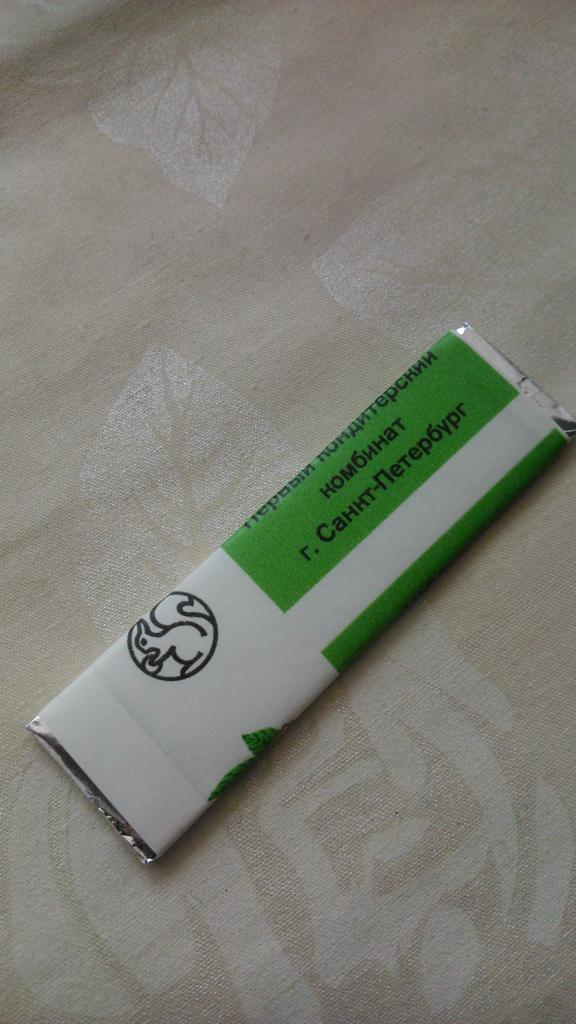 Первый кондитерский
комбинат
г. Санкт-Петербург